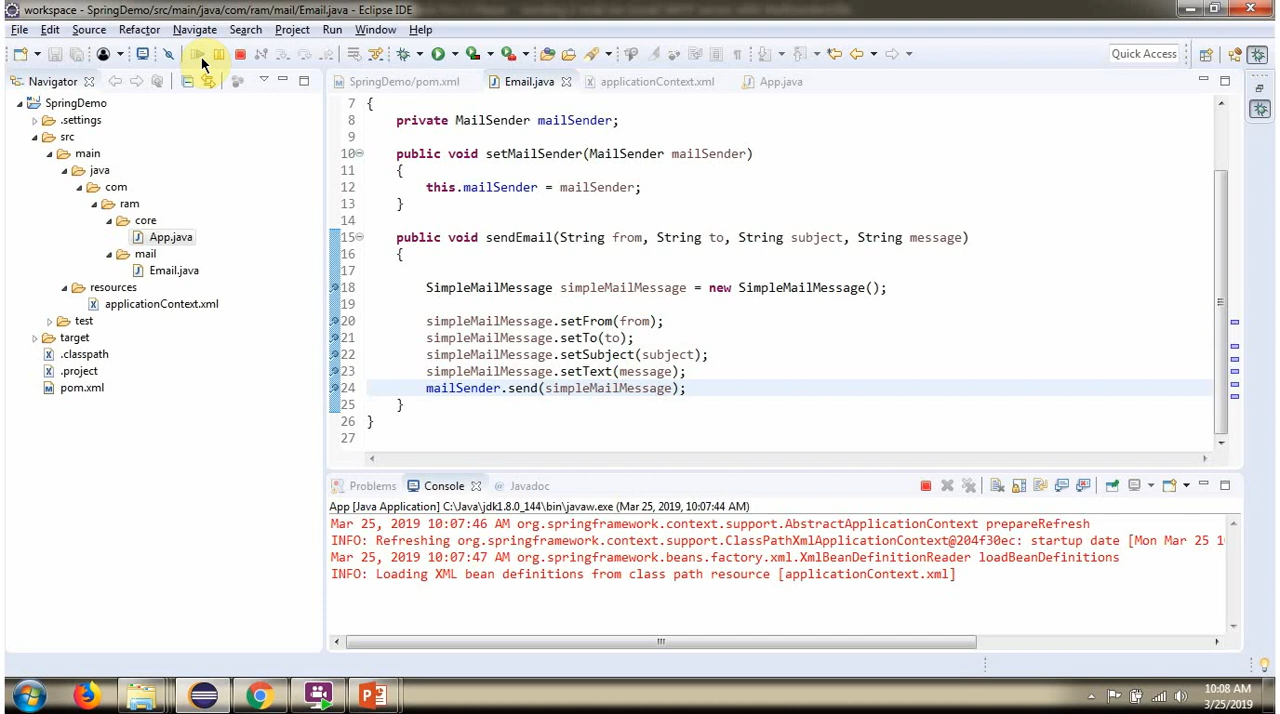 workspace - SpringDemo/src/main/java/com/ram/mail/Email.java - Eclipse IDE
File Edit Source Refactor Navigate Search Project Run Window Help
Quick Access
Navigator
SpringDemo/pom.xml Email.java applicationContext.xml App.java
SpringDemo
.settings
src
main
java
com
ram
core
App.java
mail
Email.java
resources
applicationContext.xml
test
target
.classpath
.project
pom.xml
7 {
8 private MailSender mailSender;
9
10 public void setMailSender(MailSender mailSender)
11 {
12 this.mailSender = mailSender;
13 }
14
15 public void sendEmail(String from, String to, String subject, String message)
16 {
17
18 SimpleMailMessage simpleMailMessage = new SimpleMailMessage();
19
20 simpleMailMessage.setFrom(from);
21 simpleMailMessage.setTo(to);
22 simpleMailMessage.setSubject(subject);
23 simpleMailMessage.setText(message);
24 mailSender.send(simpleMailMessage);
25 }
26 }
27
Problems Console Javadoc
App [Java Application] C:\Java\jdk1.8.0_144\bin\javaw.exe (Mar 25, 2019 10:07:44 AM)
Mar 25, 2019 10:07:46 AM org.springframework.context.support.AbstractApplicationContext prepareRefresh
INFO: Refreshing org.springframework.context.support.ClassPathXmlApplicationContext@204f30ec: startup date [Mon Mar 25 1
Mar 25, 2019 10:07:47 AM org.springframework.beans.factory.xml.XmlBeanDefinitionReader loadBeanDefinitions
INFO: Loading XML bean definitions from class path resource [applicationContext.xml]
10:08 AM
3/25/2019